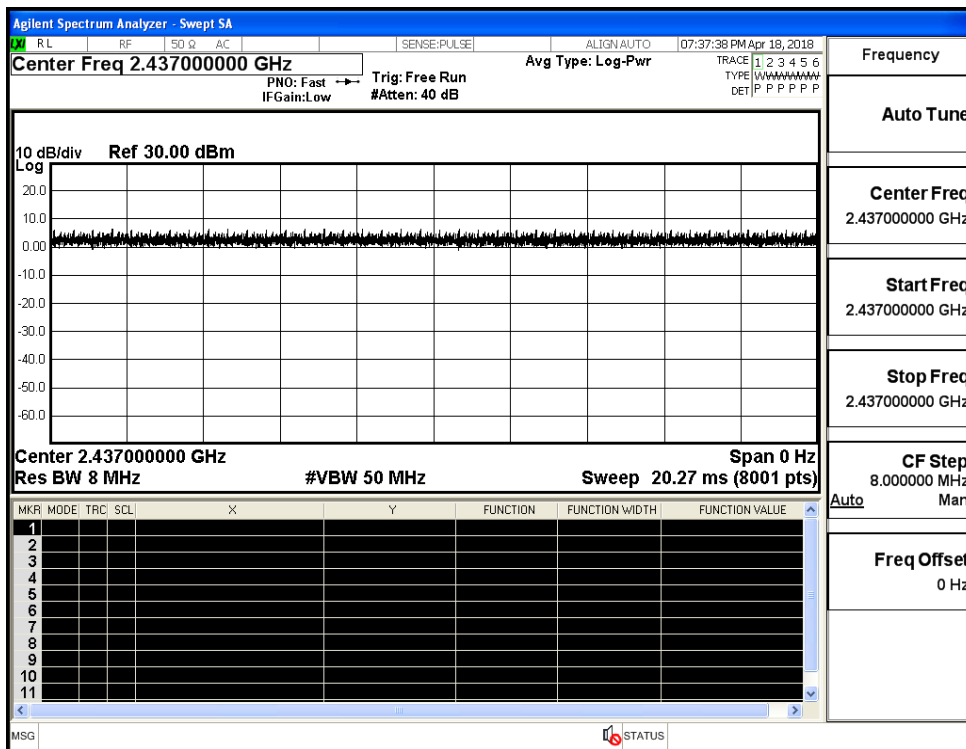 Agilent Spectrum Analyzer - Swept SA
LXI RL RF 50 Ω AC SENSE:PULSE ALIGN AUTO 07:37:38 PM Apr 18, 2018
Center Freq 2.437000000 GHz
PNO: Fast
IFGain:Low
Trig: Free Run
#Atten: 40 dB
Avg Type: Log-Pwr
TRACE 1 2 3 4 5 6
TYPE WWWWWW
DET P P P P P P
10 dB/div Ref 30.00 dBm
Log
20.0
10.0
0.00
-10.0
-20.0
-30.0
-40.0
-50.0
-60.0
Center 2.437000000 GHz Span 0 Hz
Res BW 8 MHz #VBW 50 MHz Sweep 20.27 ms (8001 pts)
MKR MODE TRC SCL X Y FUNCTION FUNCTION WIDTH FUNCTION VALUE
1
2
3
4
5
6
7
8
9
10
11
MSG STATUS
Frequency
Auto Tune
Center Freq
2.437000000 GHz
Start Freq
2.437000000 GHz
Stop Freq
2.437000000 GHz
CF Step
8.000000 MHz
Auto Man
Freq Offset
0 Hz